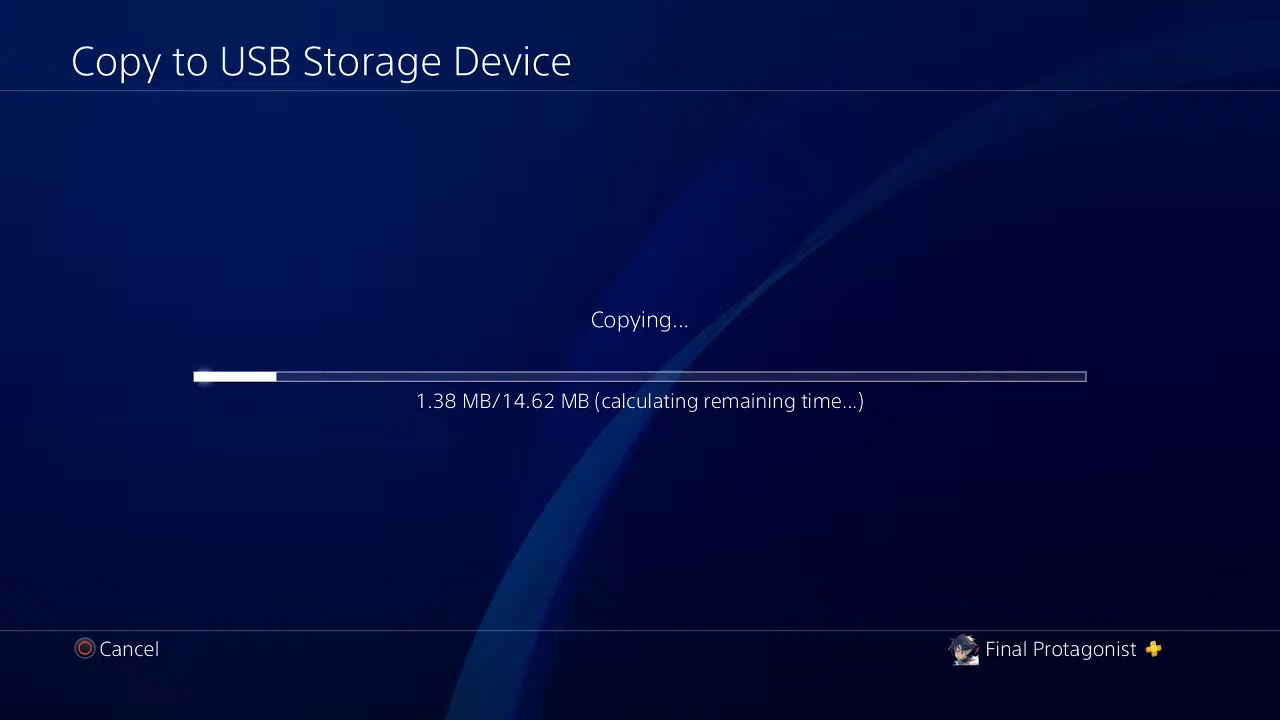 Copy to USB Storage Device
Copying...
1.38 MB/14.62 MB (calculating remaining time...)
Cancel
Final Protagonist